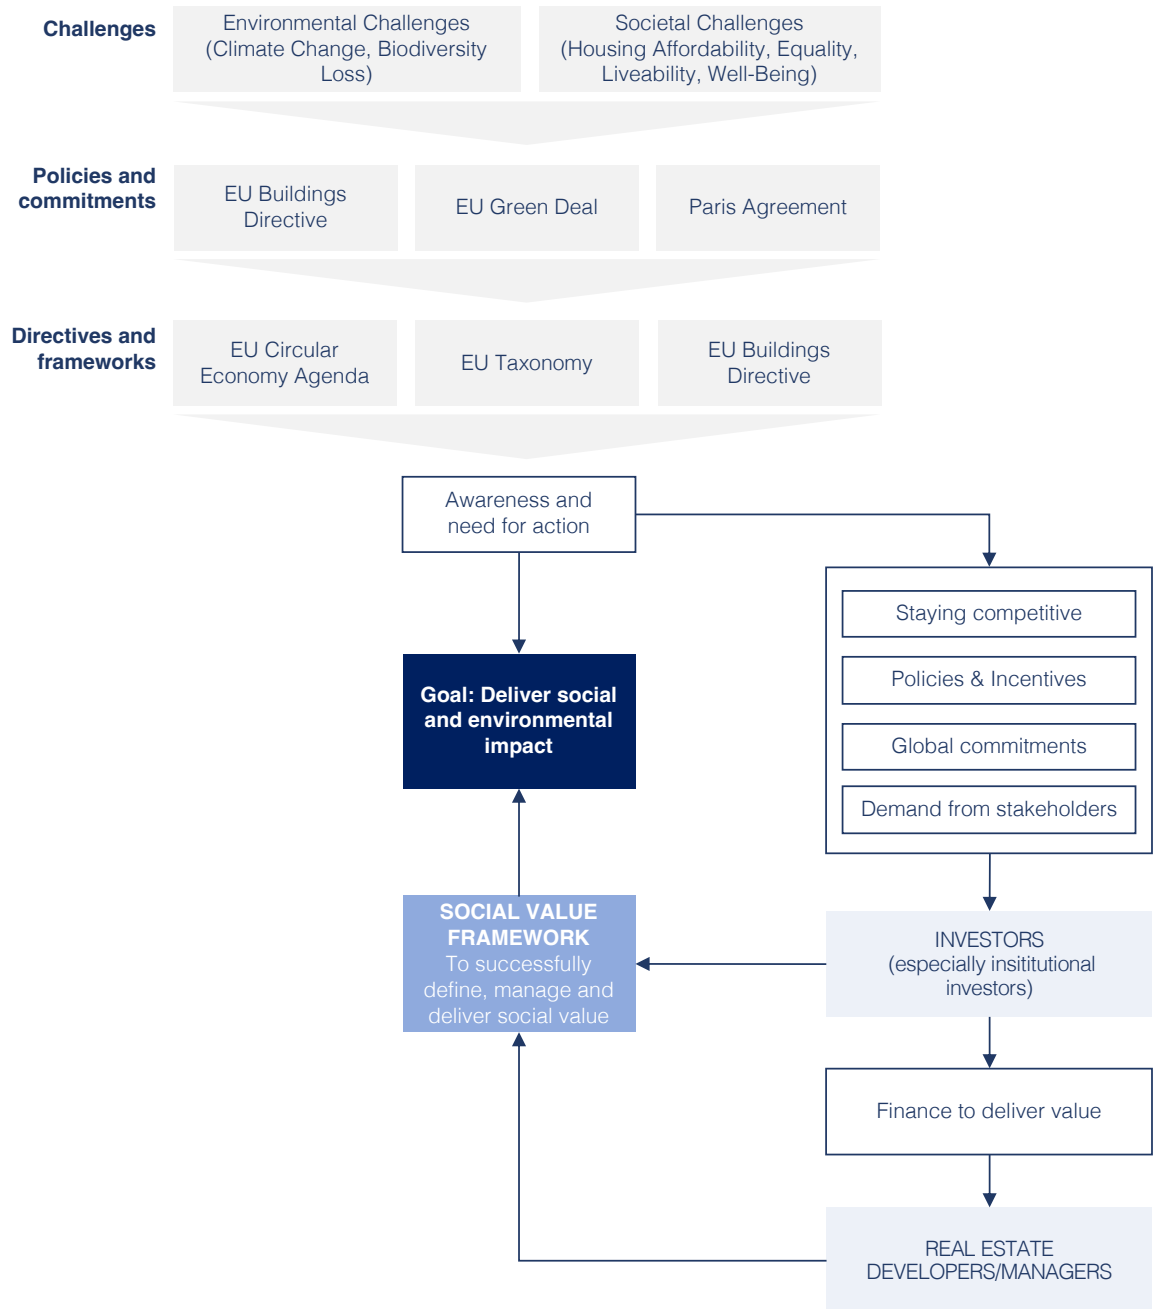 Challenges
Environmental Challenges
(Climate Change, Biodiversity
Loss)
Societal Challenges
(Housing Affordability, Equality,
Liveability, Well-Being)
Policies and
commitments
EU Buildings
Directive
EU Green Deal
Paris Agreement
Directives and
frameworks
EU Circular
Economy Agenda
EU Taxonomy
EU Buildings
Directive
Awareness and
need for action
Staying competitive
Policies & Incentives
Global commitments
Demand from stakeholders
Goal: Deliver social
and environmental
impact
SOCIAL VALUE
FRAMEWORK
To successfully
define, manage and
deliver social value
INVESTORS
(especially insititutional
investors)
Finance to deliver value
REAL ESTATE
DEVELOPERS/MANAGERS